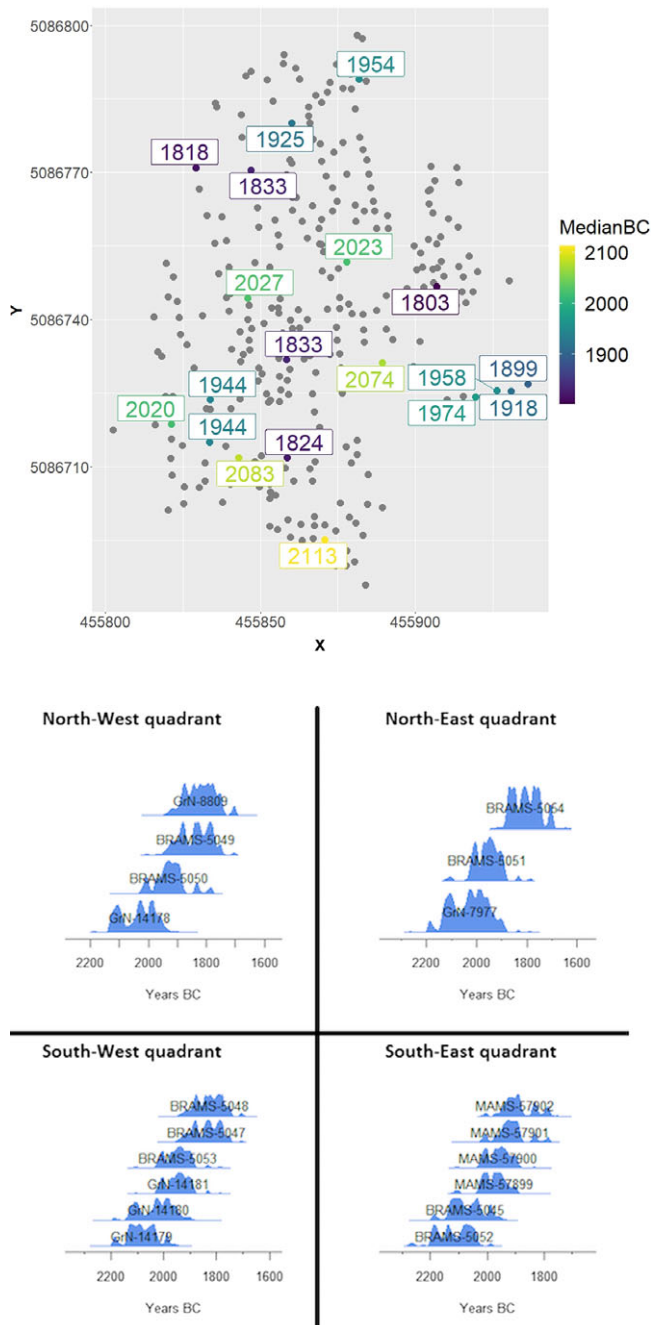 5086800
1954
1925
1818
1833
5086770
MedianBC
2100
2000
1900
2023
2027
1803
Y
5086740
1833
2074
1958
1899
1974
1918
1944
2020
1944
1824
2083
5086710
2113
455800
455850
455900
X
North-West quadrant
GrN-8809
BRAMS-5049
BRAMS-5050
GrN-14178
2200 2000 1800 1600
Years BC
North-East quadrant
BRAMS-5054
BRAMS-5051
GrN-7977
2200 2000 1800 1600
Years BC
South-West quadrant
BRAMS-5048
BRAMS-5047
BRAMS-5053
GrN-14181
GrN-14180
GrN-14179
2200 2000 1800 1600
Years BC
South-East quadrant
MAMS-57902
MAMS-57901
MAMS-57900
MAMS-57899
BRAMS-5045
BRAMS-5052
2200 2000 1800
Years BC